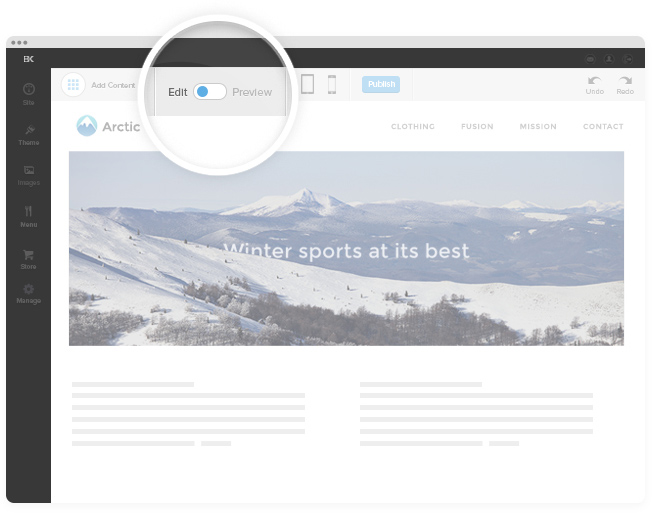 BK
Add Content
Edit
Preview
Publish
Undo
Redo
Site
Theme
Images
Menu
Store
Manage
Arctic
CLOTHING
FUSION
MISSION
CONTACT
Winter sports at its best